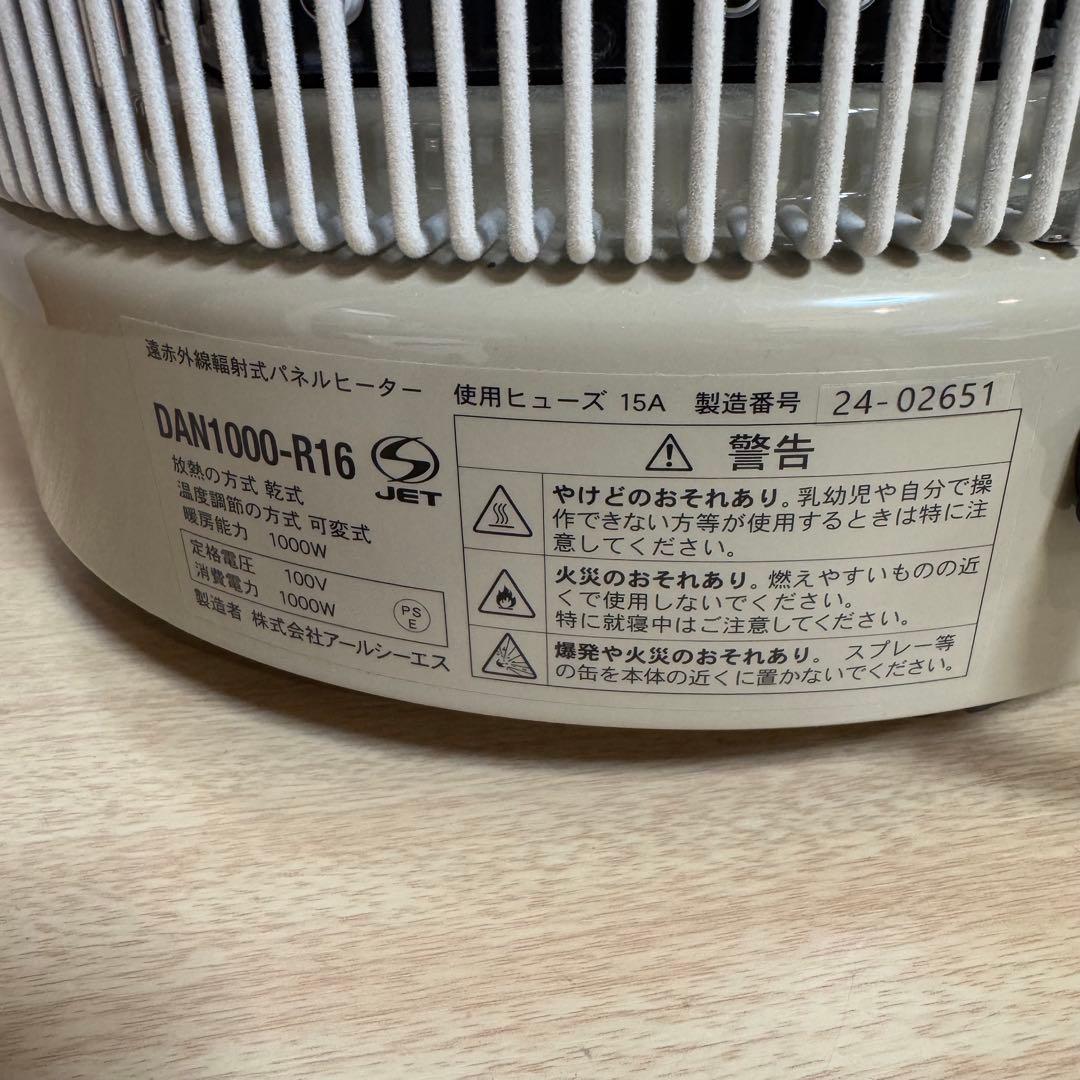 遠赤外線輻射式パネルヒーター
DAN1000-R16
JET
放熱の方式 乾式
温度調節の方式 可変式
暖房能力 1000W
定格電圧 100V
消費電力 1000W
PS
E
製造者 株式会社アールシーエス
使用ヒューズ 15A 製造番号 24-02651
警告
やけどのおそれあり。乳幼児や自分で操
作できない方等が使用するときは特に注
意してください。
火災のおそれあり。燃えやすいものの近
くで使用しないでください。
特に就寝中はご注意してください。
爆発や火災のおそれあり。 スプレー等
の缶を本体の近くに置かないでください。